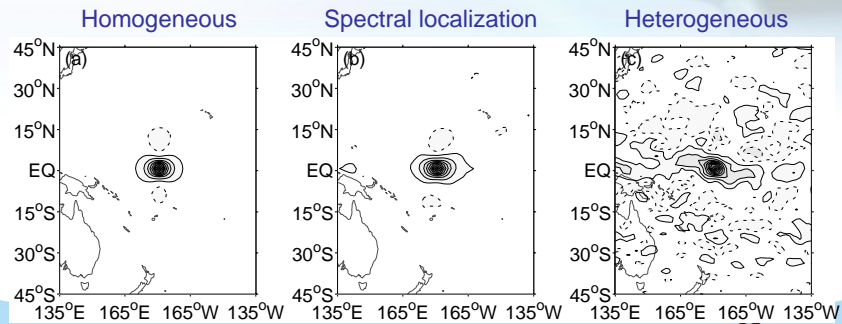 Homogeneous Spectral localization Heterogeneous
45°N (a) 45°N (b) 45°N (c)
30°N 30°N 30°N
15°N 15°N 15°N
EQ EQ EQ
15°S 15°S 15°S
30°S 30°S 30°S
45°S 45°S 45°S
135°E 165°E 165°W 135°W 135°E 165°E 165°W 135°W 135°E 165°E 165°W 135°W